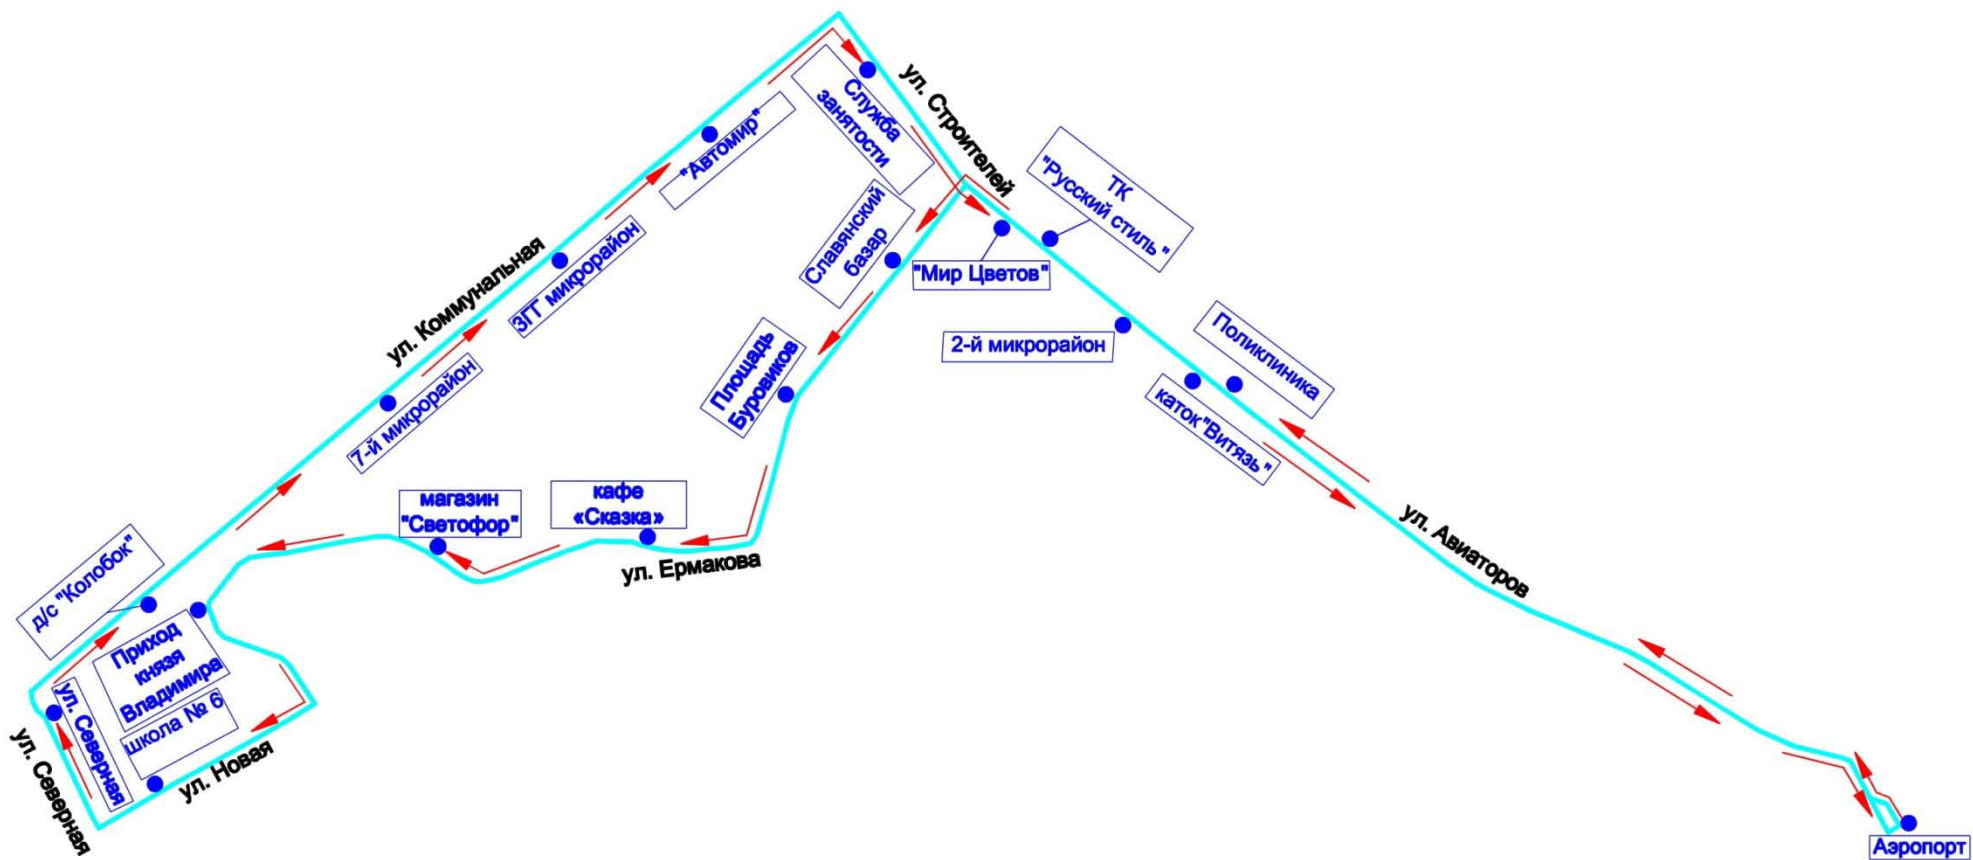 ул. Строителей
Служба
занятости
"Автомир"
ТК
"Русский стиль"
Славянский
базар
"Мир Цветов"
ул. Коммунальная
3ГГ микрорайон
2-й микрорайон
Поликлиника
каток"Витязь"
Площадь
Буровиков
7-й микрорайон
магазин
"Светофор"
кафе
«Сказка»
ул. Ермакова
ул. Авиаторов
д/с "Колобок"
Приход
князя
Владимира
школа № 6
ул. Северная
ул. Северная
ул. Новая
Аэропорт